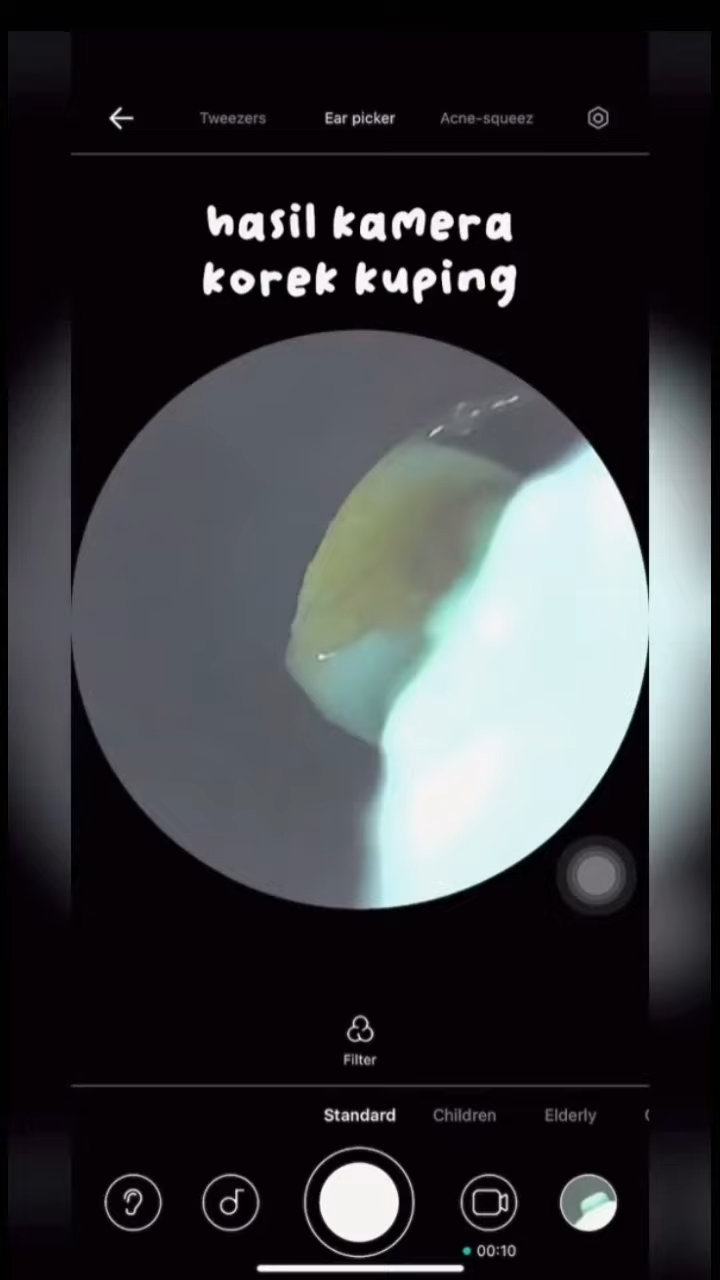 Tweezers Ear picker Acne-squeez
hasil kamera
korek kuping
Filter
Standard Children Elderly
00:10